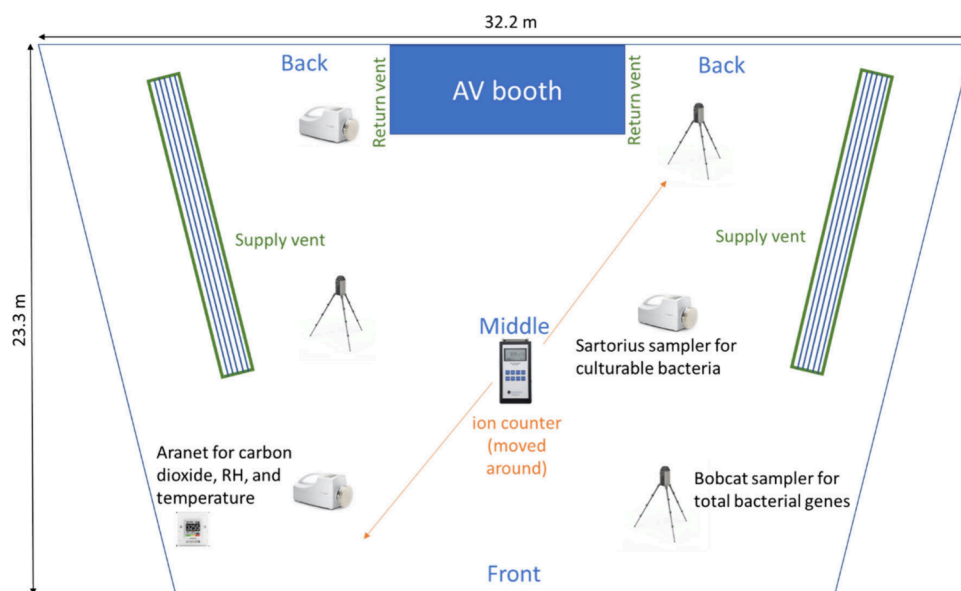 32.2 m
Back
Return vent
AV booth
Return vent
Back
Supply vent
Supply vent
23.3 m
Middle
Sartorius sampler for
culturable bacteria
ion counter
(moved
around)
Aranet for carbon
dioxide, RH, and
temperature
Bobcat sampler for
total bacterial genes
Front